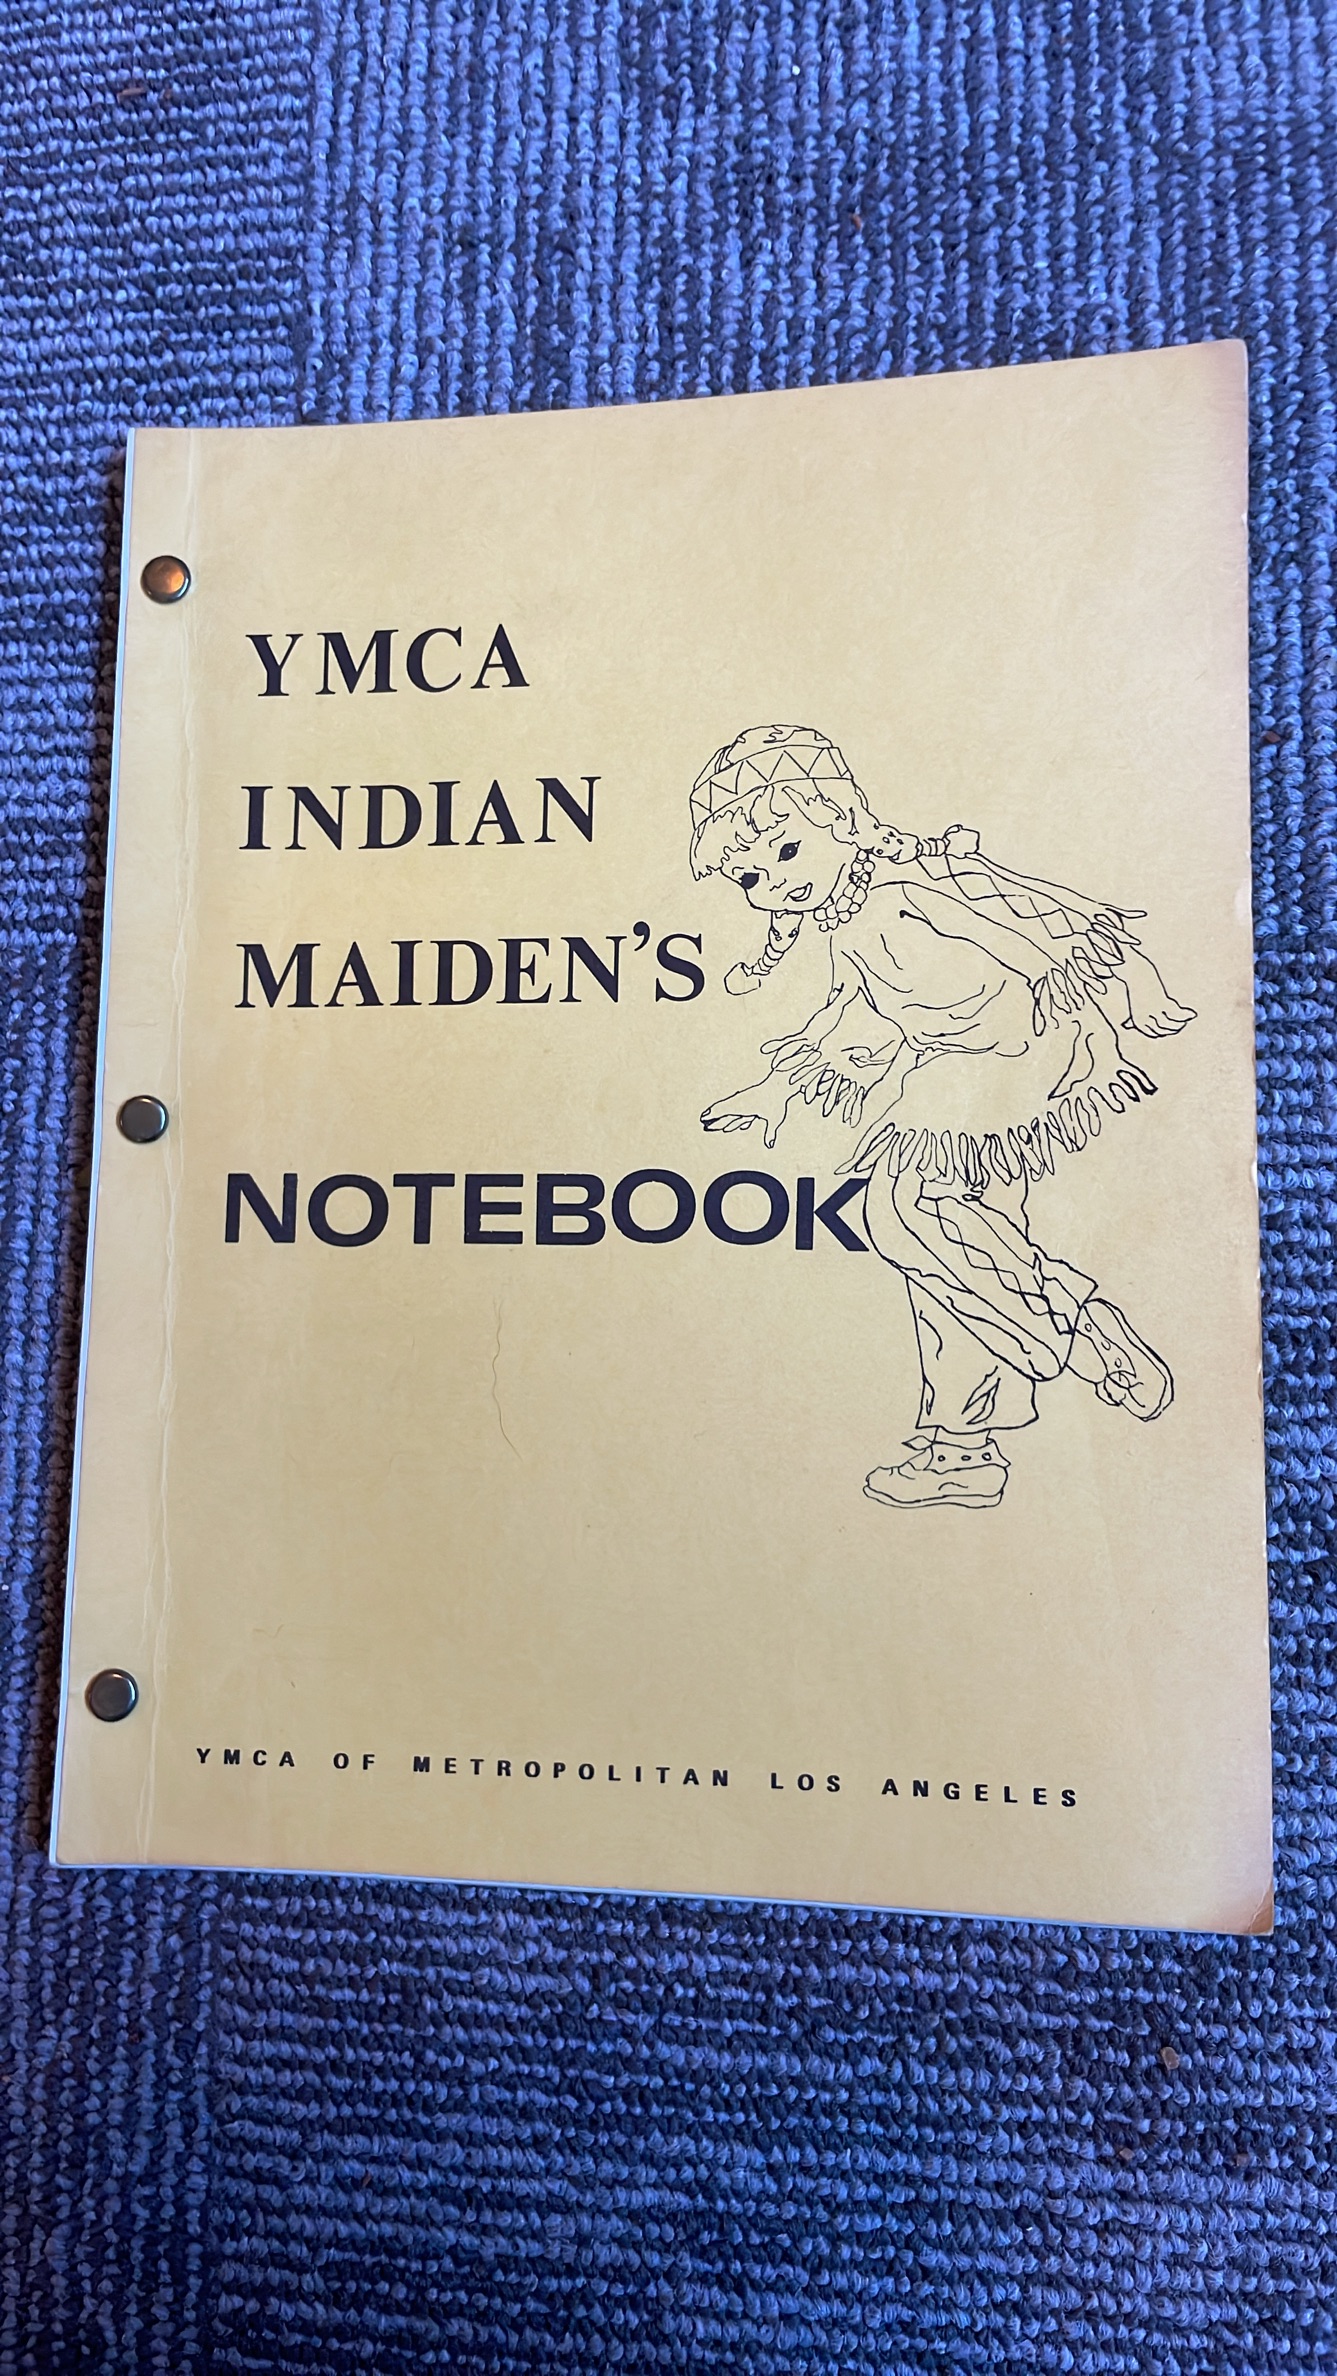 YMCA
INDIAN
MAIDEN'S
NOTEBOOK
YMCA OF METROPOLITAN LOS ANGELES